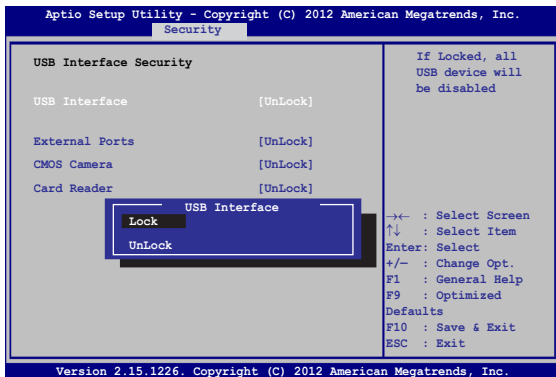 Aptio Setup Utility - Copyright (C) 2012 American Megatrends, Inc.
Security
USB Interface Security
USB Interface [UnLock]
External Ports [UnLock]
CMOS Camera [UnLock]
Card Reader [UnLock]
USB Interface
Lock
UnLock
If Locked, all
USB device will
be disabled
→← : Select Screen
↑↓ : Select Item
Enter: Select
+/— : Change Opt.
F1 : General Help
F9 : Optimized
Defaults
F10 : Save & Exit
ESC : Exit
Version 2.15.1226. Copyright (C) 2012 American Megatrends, Inc.